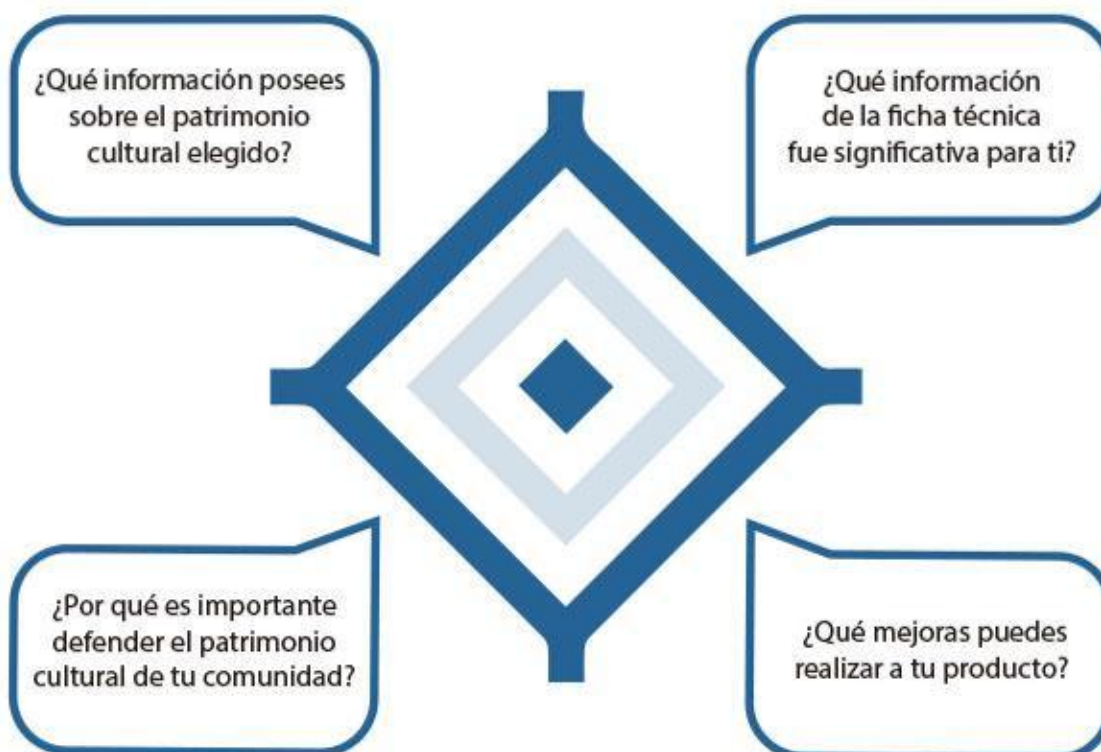 ¿Qué información posees
sobre el patrimonio
cultural elegido?
¿Qué información
de la ficha técnica
fue significativa para ti?
¿Por qué es importante
defender el patrimonio
cultural de tu comunidad?
¿Qué mejoras puedes
realizar a tu producto?